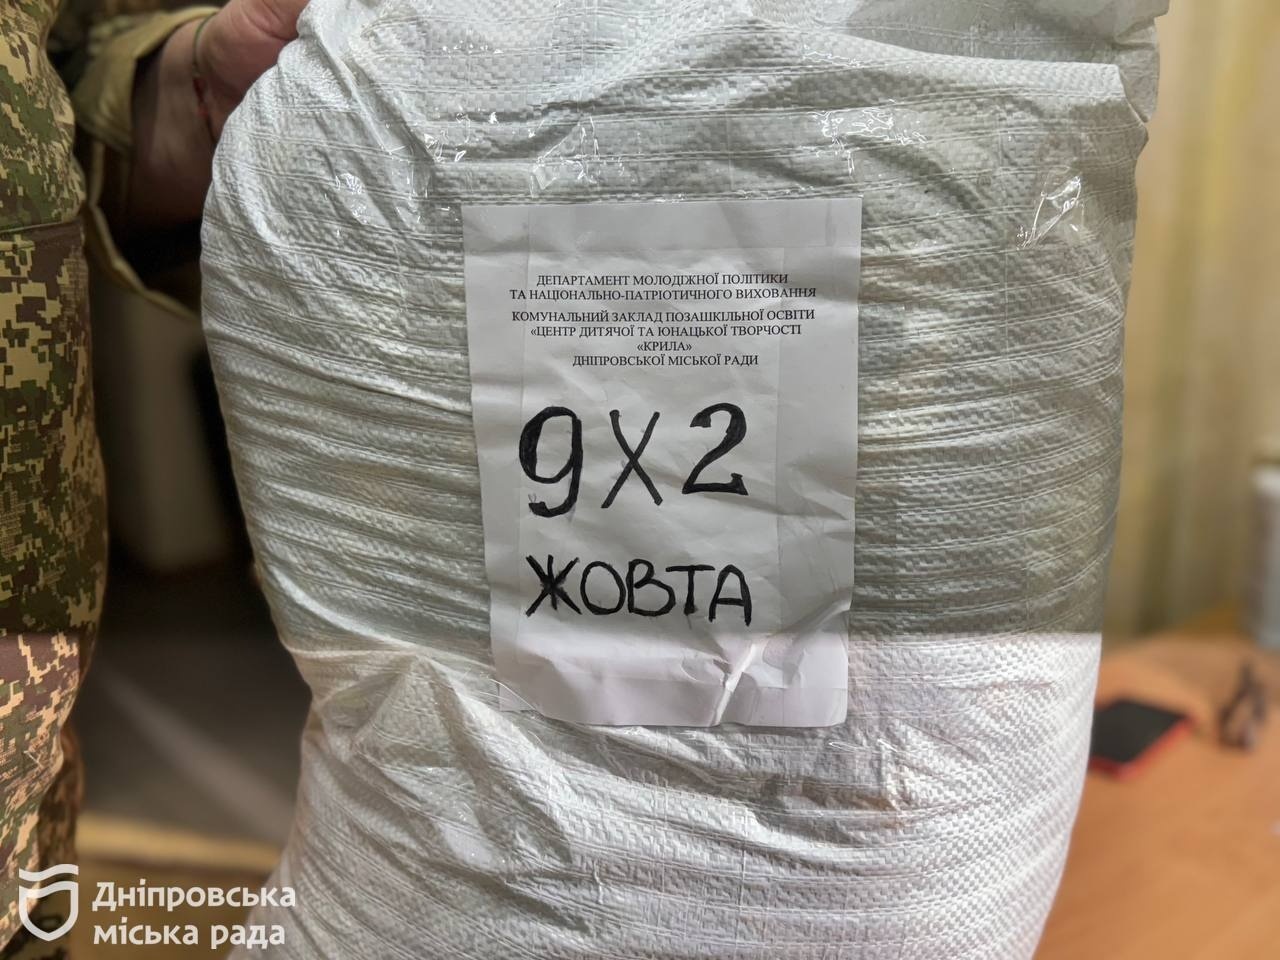 ДЕПАРТАМЕНТ МОЛОДІЖНОЇ ПОЛІТИКИ
ТА НАЦІОНАЛЬНО-ПАТРІОТИЧНОГО ВИХОВАННЯ
КОМУНАЛЬНИЙ ЗАКЛАД ПОЗАШКІЛЬНОЇ ОСВІТИ
«ЦЕНТР ДИТЯЧОЇ ТА ЮНАЦЬКОЇ ТВОРЧОСТІ
«КРИЛА»
ДНІПРОВСЬКОЇ МІСЬКОЇ РАДИ
9X2
ЖОВТА
Дніпровська
міська рада